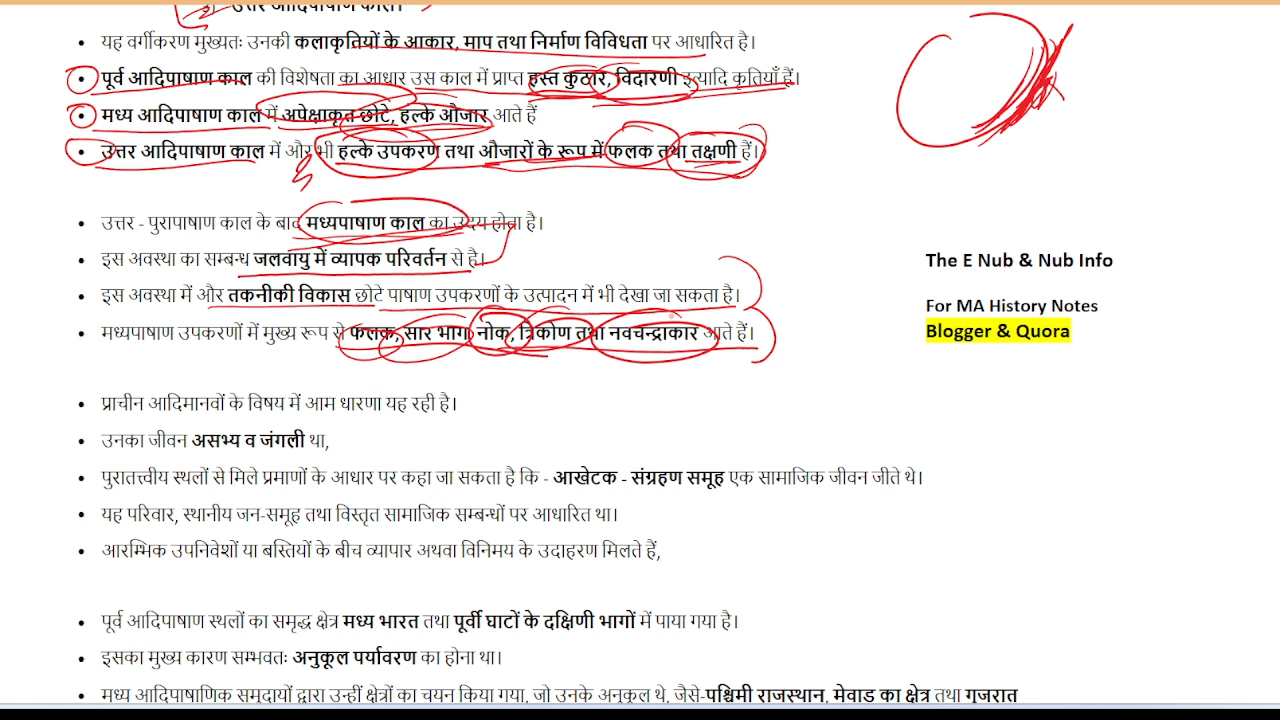 उत्तर आदिपाषाण काल।
• यह वर्गीकरण मुख्यतः उनकी कलाकृतियों के आकार, माप तथा निर्माण विविधता पर आधारित है।
• पूर्व आदिपाषाण काल की विशेषता का आधार उस काल में प्राप्त हस्त कुठार, विदारणी इत्यादि कृतियाँ हैं।
• मध्य आदिपाषाण काल में अपेक्षाकृत छोटे, हल्के औजार आते हैं
• उत्तर आदिपाषाण काल में और भी हल्के उपकरण तथा औजारों के रूप में फलक तथा तक्षणी हैं।
• उत्तर - पुरापाषाण काल के बाद मध्यपाषाण काल का उदय होता है।
• इस अवस्था का सम्बन्ध जलवायु में व्यापक परिवर्तन से है।
The E Nub & Nub Info
• इस अवस्था में और तकनीकी विकास छोटे पाषाण उपकरणों के उत्पादन में भी देखा जा सकता है।
For MA History Notes
• मध्यपाषाण उपकरणों में मुख्य रूप से फलक, सार भाग, नोक, त्रिकोण तथा नवचन्द्राकार आते हैं।
Blogger & Quora
• प्राचीन आदिमानवों के विषय में आम धारणा यह रही है।
• उनका जीवन असभ्य व जंगली था,
• पुरातत्त्वीय स्थलों से मिले प्रमाणों के आधार पर कहा जा सकता है कि - आखेटक - संग्रहण समूह एक सामाजिक जीवन जीते थे।
• यह परिवार, स्थानीय जन-समूह तथा विस्तृत सामाजिक सम्बन्धों पर आधारित था।
• आरम्भिक उपनिवेशों या बस्तियों के बीच व्यापार अथवा विनिमय के उदाहरण मिलते हैं,
• पूर्व आदिपाषाण स्थलों का समृद्ध क्षेत्र मध्य भारत तथा पूर्वी घाटों के दक्षिणी भागों में पाया गया है।
• इसका मुख्य कारण सम्भवतः अनुकूल पर्यावरण का होना था।
• मध्य आदिपाषाणिक समुदायों द्वारा उन्हीं क्षेत्रों का चयन किया गया, जो उनके अनुकूल थे, जैसे-पश्चिमी राजस्थान, मेवाड का क्षेत्र तथा गुजरात